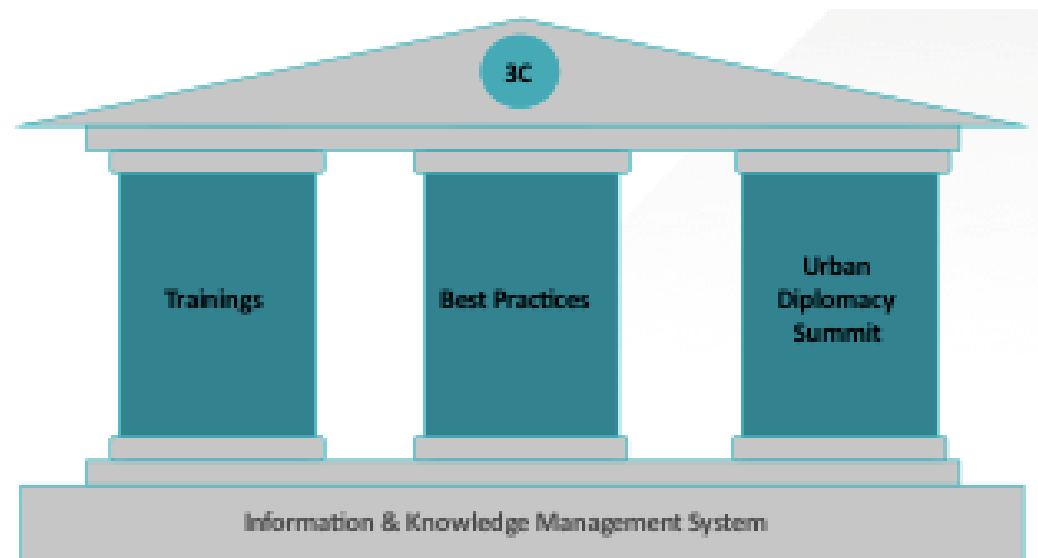 3C
Trainings
Best Practices
Urban
Diplomacy
Summit
Information & Knowledge Management System